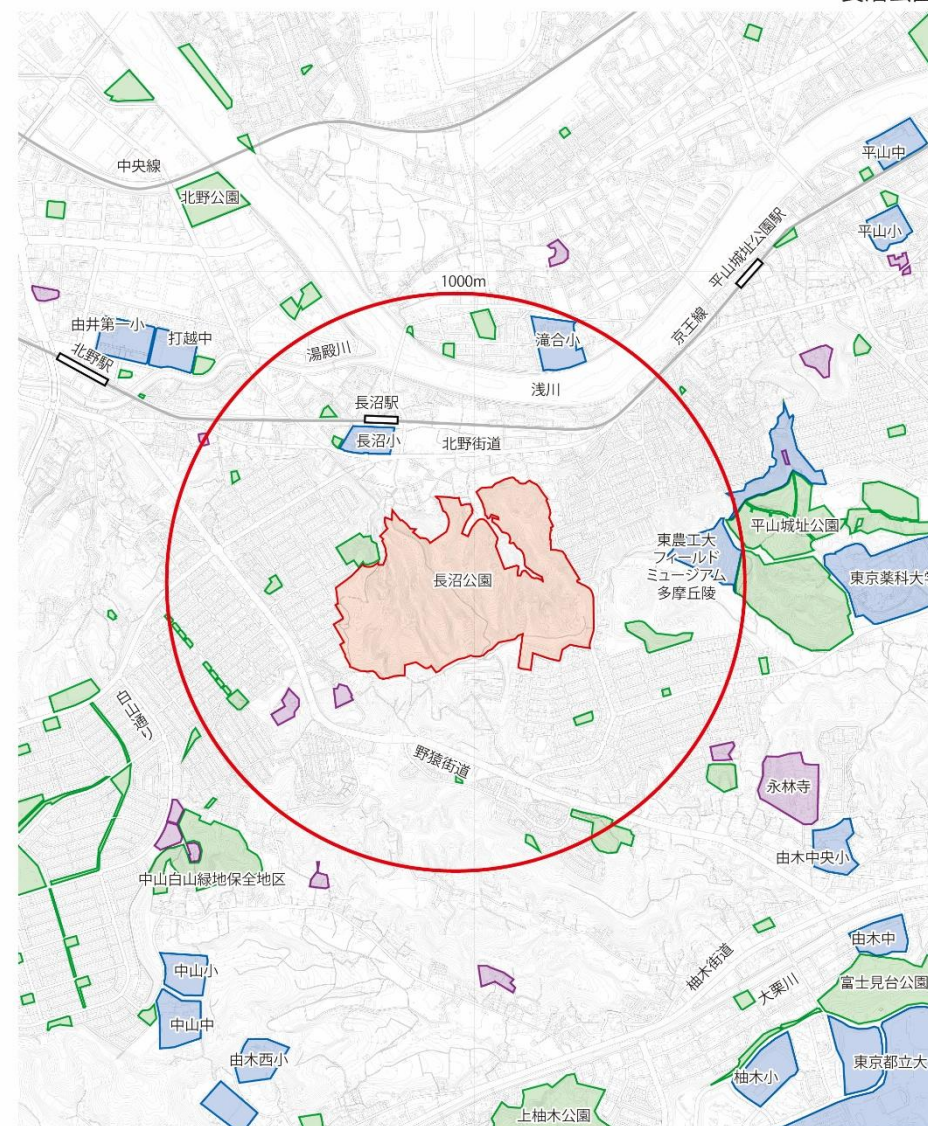 長沼公園
中央線
平山中
北野公園
平山小
平山城址公園駅
1000m
由井第一小
打越中
滝合小
京王線
湯殿川
北野駅
浅川
長沼駅
長沼小
北野街道
平山城址公園
東農工大
フィールド
ミュージアム
多摩丘陵
長沼公園
東京薬科大学
白山通り
野猿街道
永林寺
由木中央小
中山白山緑地保全地区
由木中
柚木街道
中山小
富士見台公園
大栗川
中山中
由木西小
東京都立大
柚木小
上柚木公園